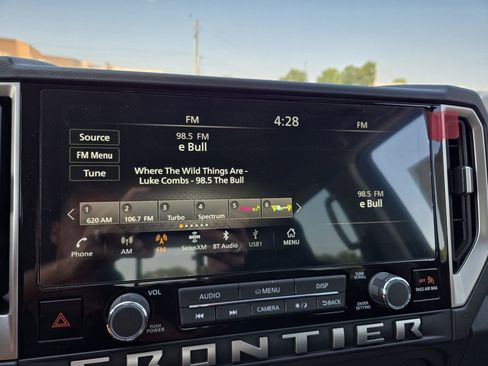 FM 4:28 FM
Source 98.5 FM
e Bull
FM Menu
Tune
Where The Wild Things Are -
Luke Combs - 98.5 The Bull
98.5 FM
e Bull
1 2 3 4 5 6
620 AM 106.7 FM Turbo Spectrum
Phone AM FM SiriusXM BT Audio USB1 MENU
VOL
PUSH POWER
AUDIO MENU DISP
CAMERA BACK
TUNE SCROLL
ENTER SETTING
OFF
PASS AIR BAG
FRONTIER